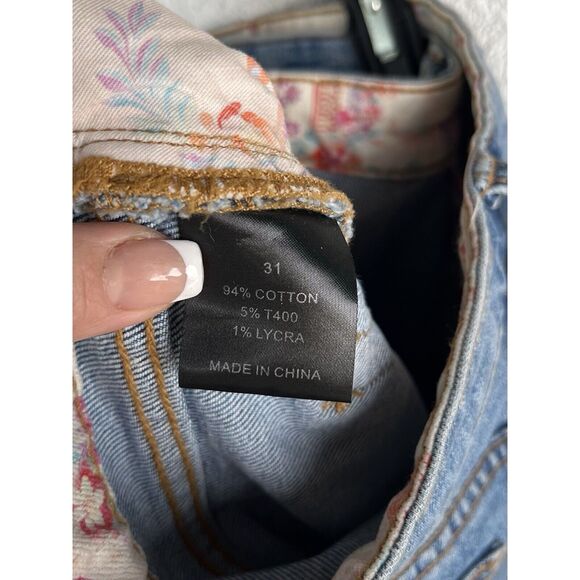 31
94% COTTON
5% T400
1% LYCRA
MADE IN CHINA